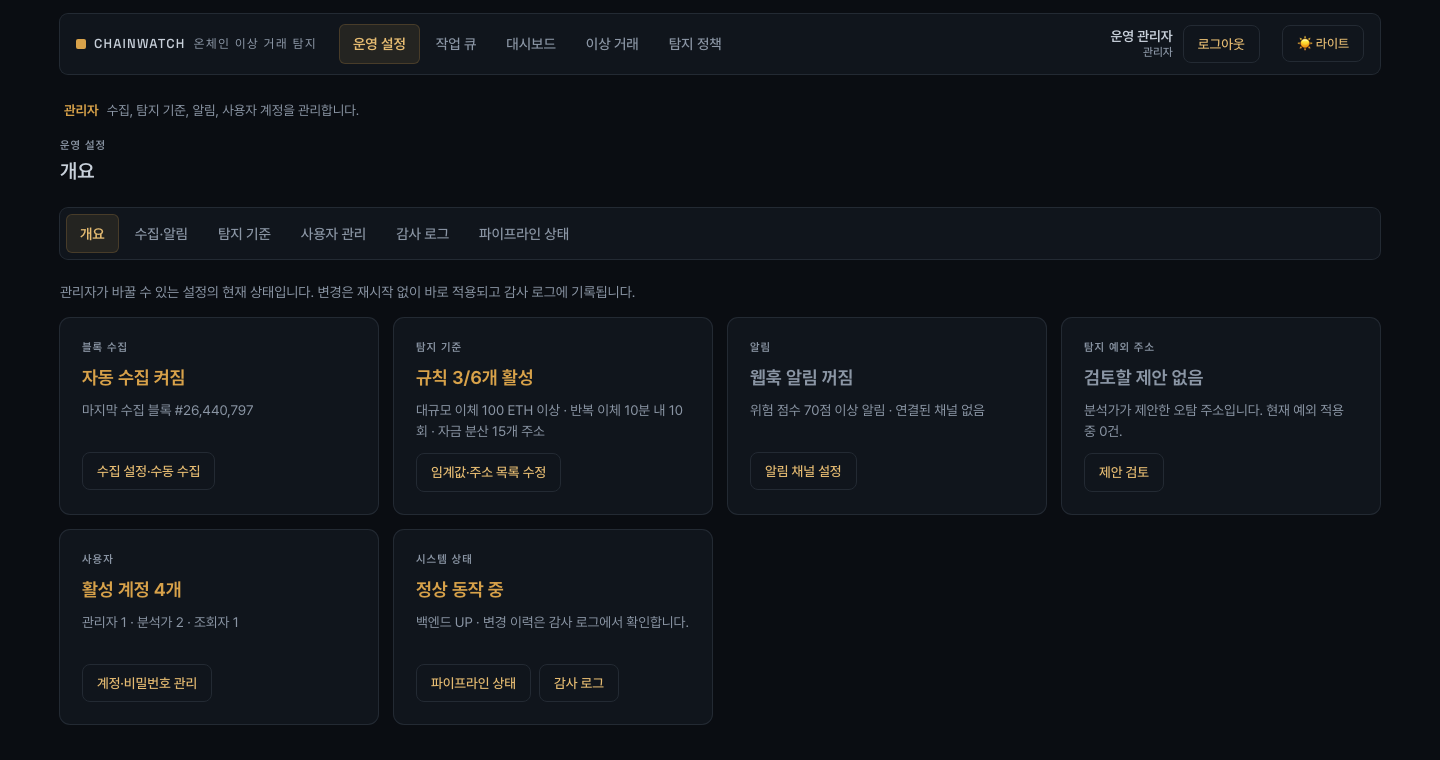 CHAINWATCH 온체인 이상 거래 탐지 운영 설정 작업 큐 대시보드 이상 거래 탐지 정책 운영 관리자 로그아웃 라이트
관리자
관리자 수집, 탐지 기준, 알림, 사용자 계정을 관리합니다.
운영 설정
개요
개요 수집·알림 탐지 기준 사용자 관리 감사 로그 파이프라인 상태
관리자가 바꿀 수 있는 설정의 현재 상태입니다. 변경은 재시작 없이 바로 적용되고 감사 로그에 기록됩니다.
블록 수집
자동 수집 켜짐
마지막 수집 블록 #26,440,797
수집 설정·수동 수집
탐지 기준
규칙 3/6개 활성
대규모 이체 100 ETH 이상 · 반복 이체 10분 내 10
회 · 자금 분산 15개 주소
임계값·주소 목록 수정
알림
웹훅 알림 꺼짐
위험 점수 70점 이상 알림 · 연결된 채널 없음
알림 채널 설정
탐지 예외 주소
검토할 제안 없음
분석가가 제안한 오탐 주소입니다. 현재 예외 적용
중 0건.
제안 검토
사용자
활성 계정 4개
관리자 1 · 분석가 2 · 조회자 1
계정·비밀번호 관리
시스템 상태
정상 동작 중
백엔드 UP · 변경 이력은 감사 로그에서 확인합니다.
파이프라인 상태 감사 로그